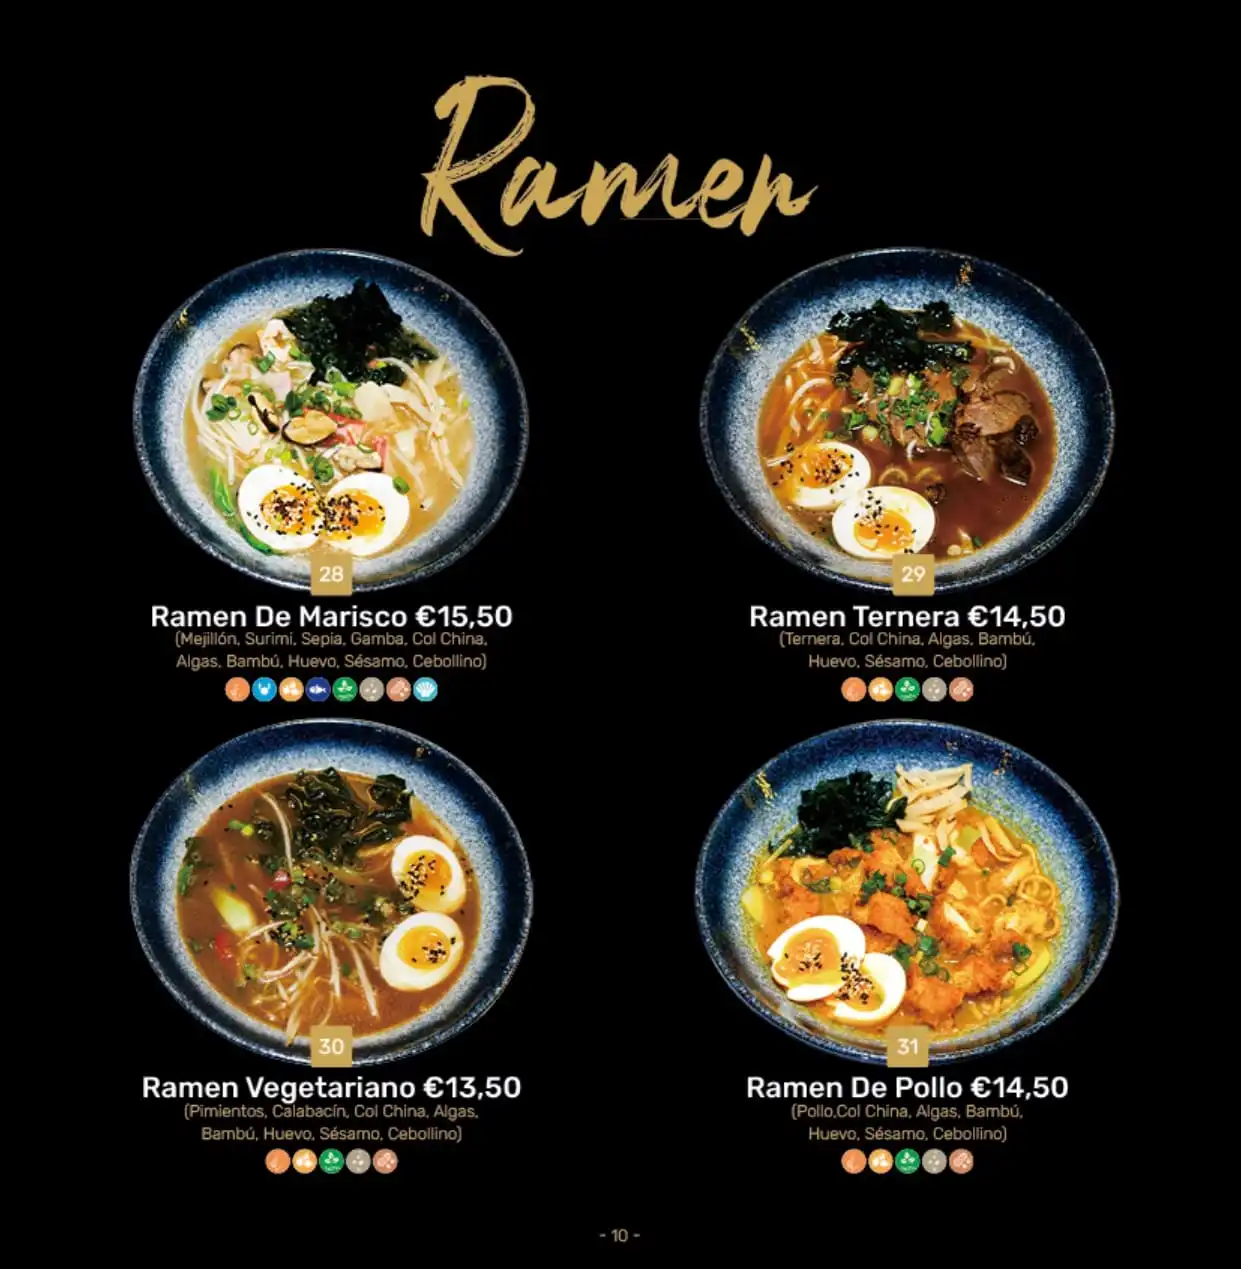 Ramen
28
Ramen De Marisco €15,50
(Mejillón, Surimi, Sepia, Gamba, Col China,
Algas, Bambú, Huevo, Sésamo, Cebollino)
29
Ramen Ternera €14,50
(Ternera, Col China, Algas, Bambú,
Huevo, Sésamo, Cebollino)
30
Ramen Vegetariano €13,50
(Pimientos, Calabacín, Col China, Algas,
Bambú, Huevo, Sésamo, Cebollino)
31
Ramen De Pollo €14,50
(Pollo,Col China, Algas, Bambú,
Huevo, Sésamo, Cebollino)
- 10 -